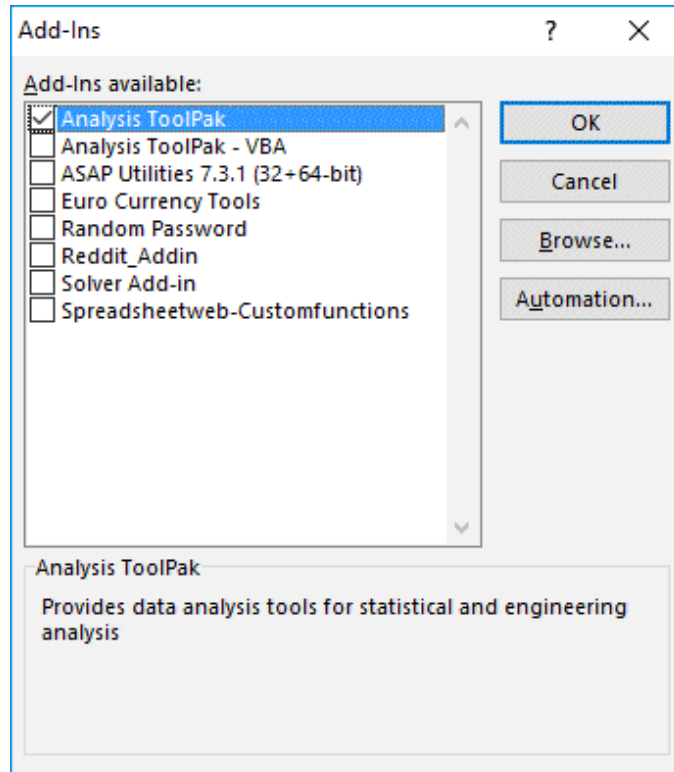 Add-Ins
?
Add-Ins available:
Analysis ToolPak
Analysis ToolPak - VBA
ASAP Utilities 7.3.1 (32+64-bit)
Euro Currency Tools
Random Password
Reddit_Addin
Solver Add-in
Spreadsheetweb-Customfunctions
OK
Cancel
Browse...
Automation...
Analysis ToolPak
Provides data analysis tools for statistical and engineering
analysis